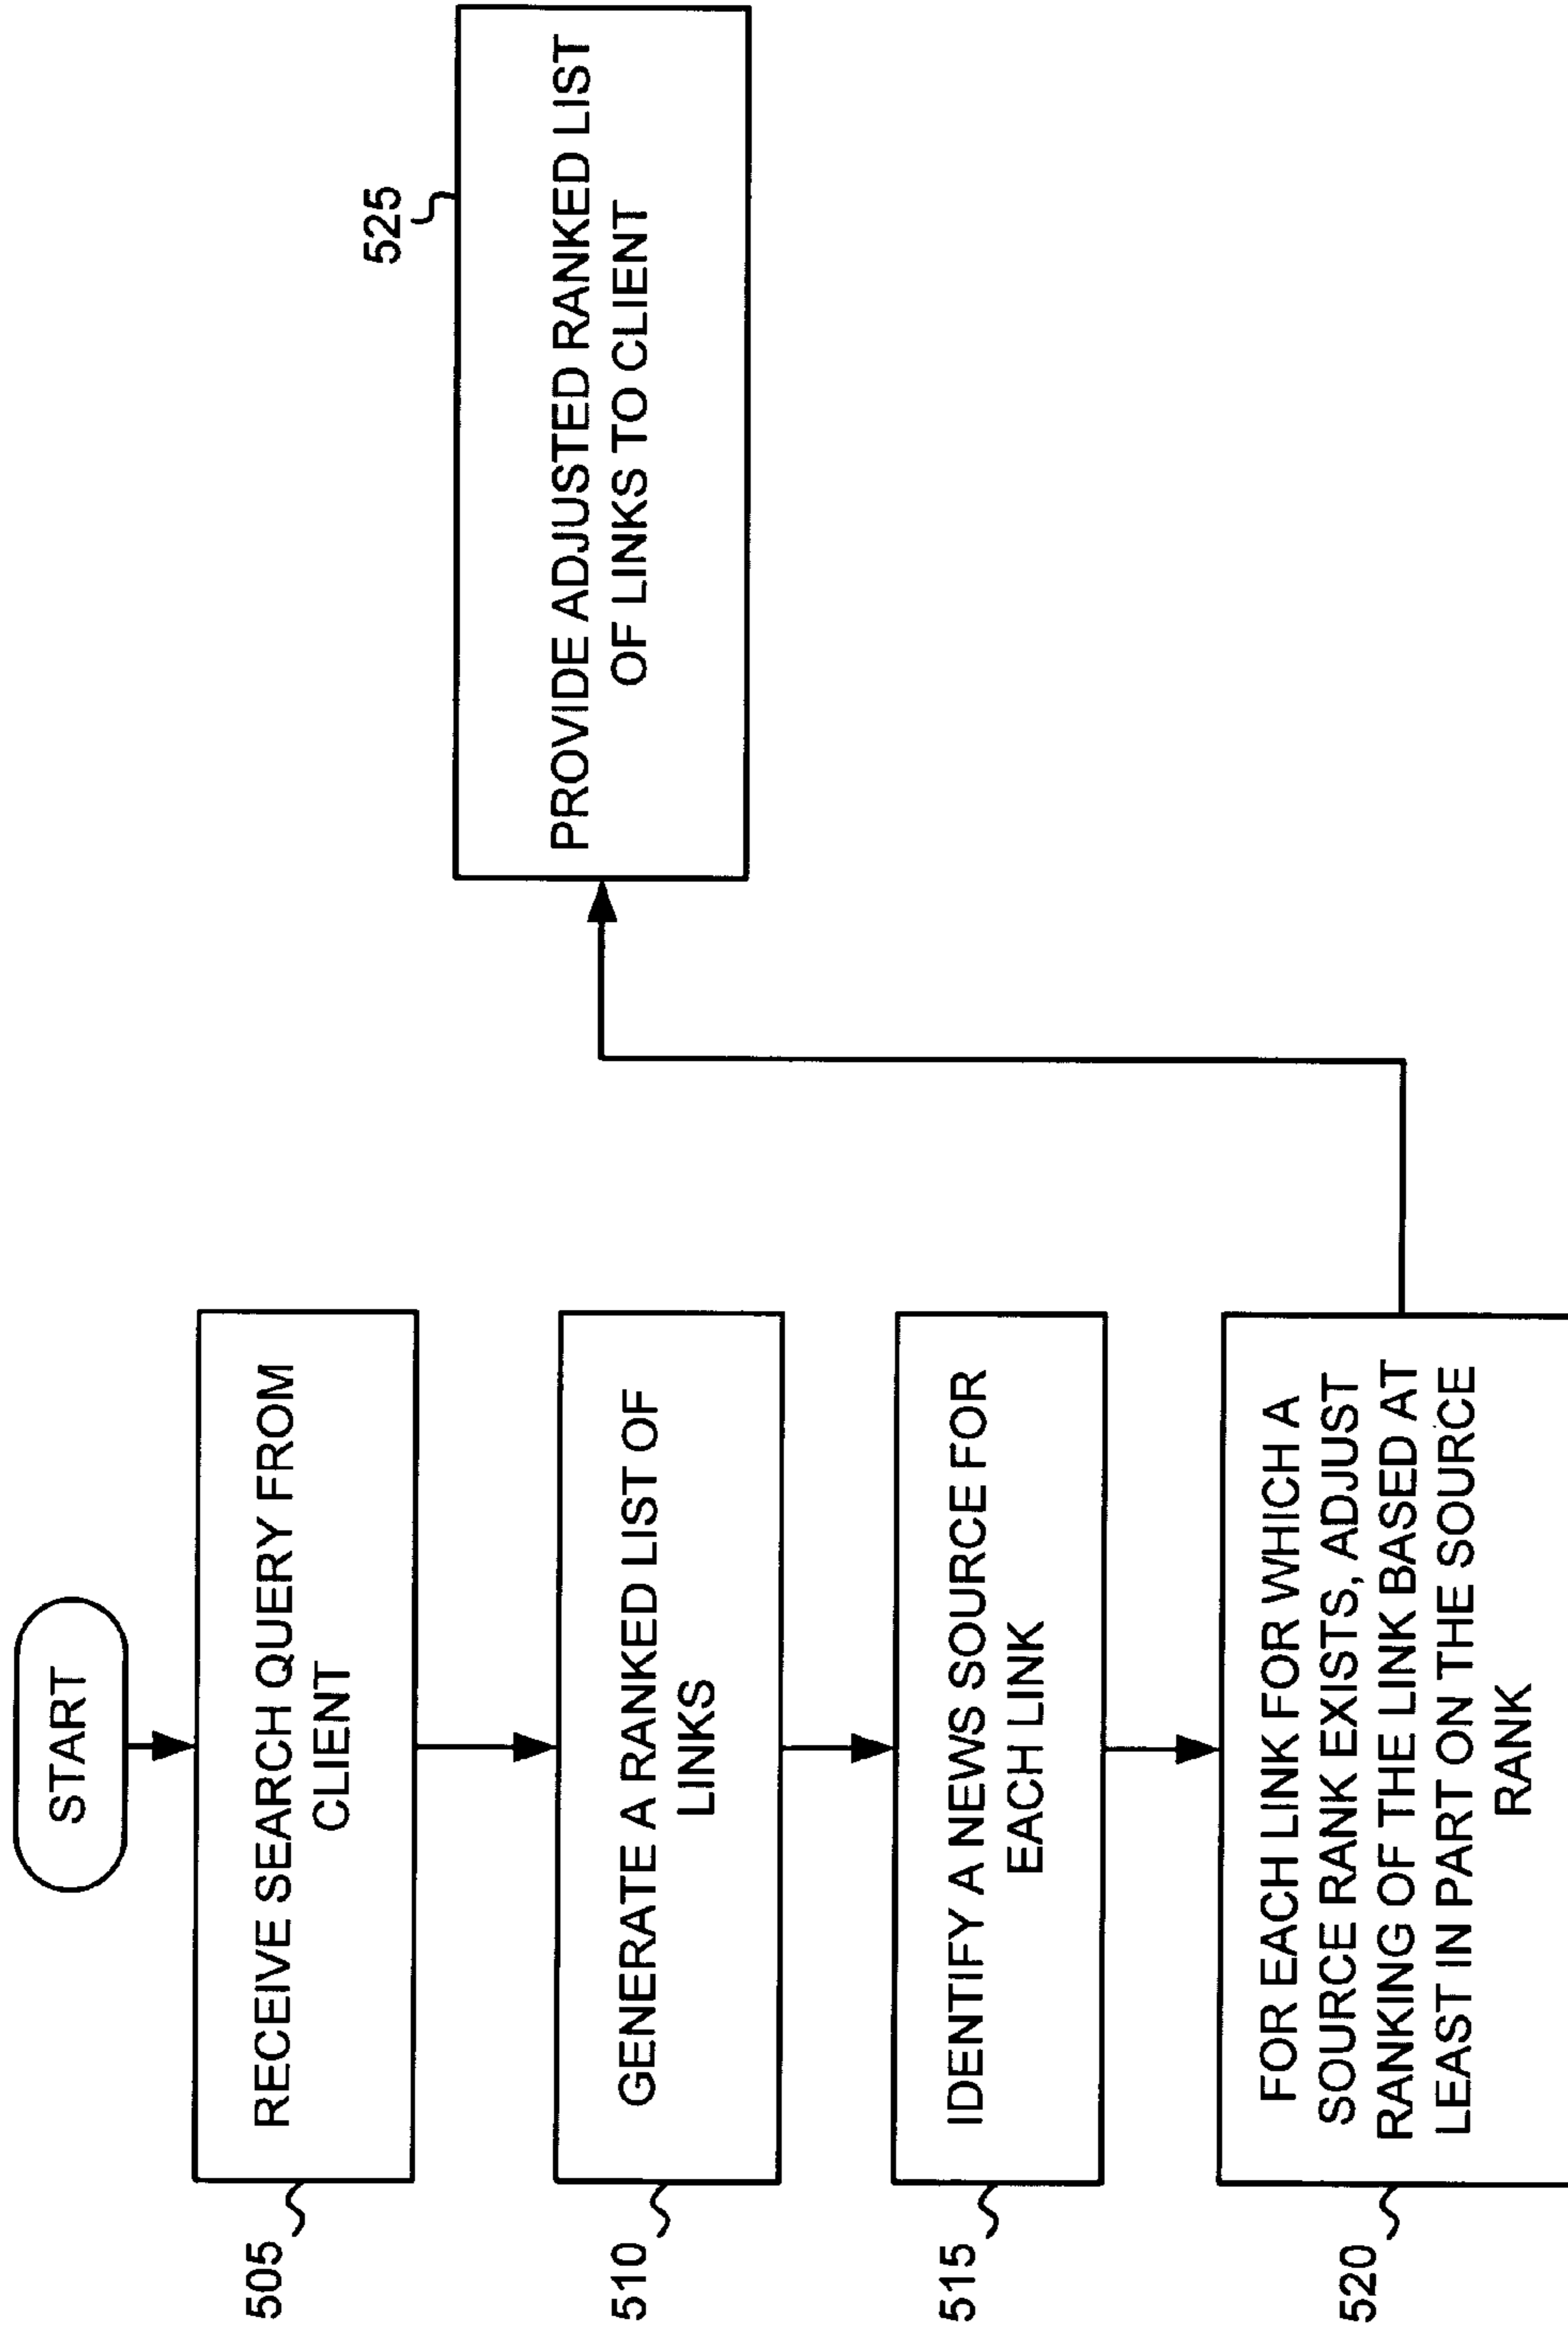 START
505
RECEIVE SEARCH QUERY FROM
CLIENT
510
GENERATE A RANKED LIST OF
LINKS
515
IDENTIFY A NEWS SOURCE FOR
EACH LINK
520
FOR EACH LINK FOR WHICH A
SOURCE RANK EXISTS, ADJUST
RANKING OF THE LINK BASED AT
LEAST IN PART ON THE SOURCE
RANK
525
PROVIDE ADJUSTED RANKED LIST
OF LINKS TO CLIENT